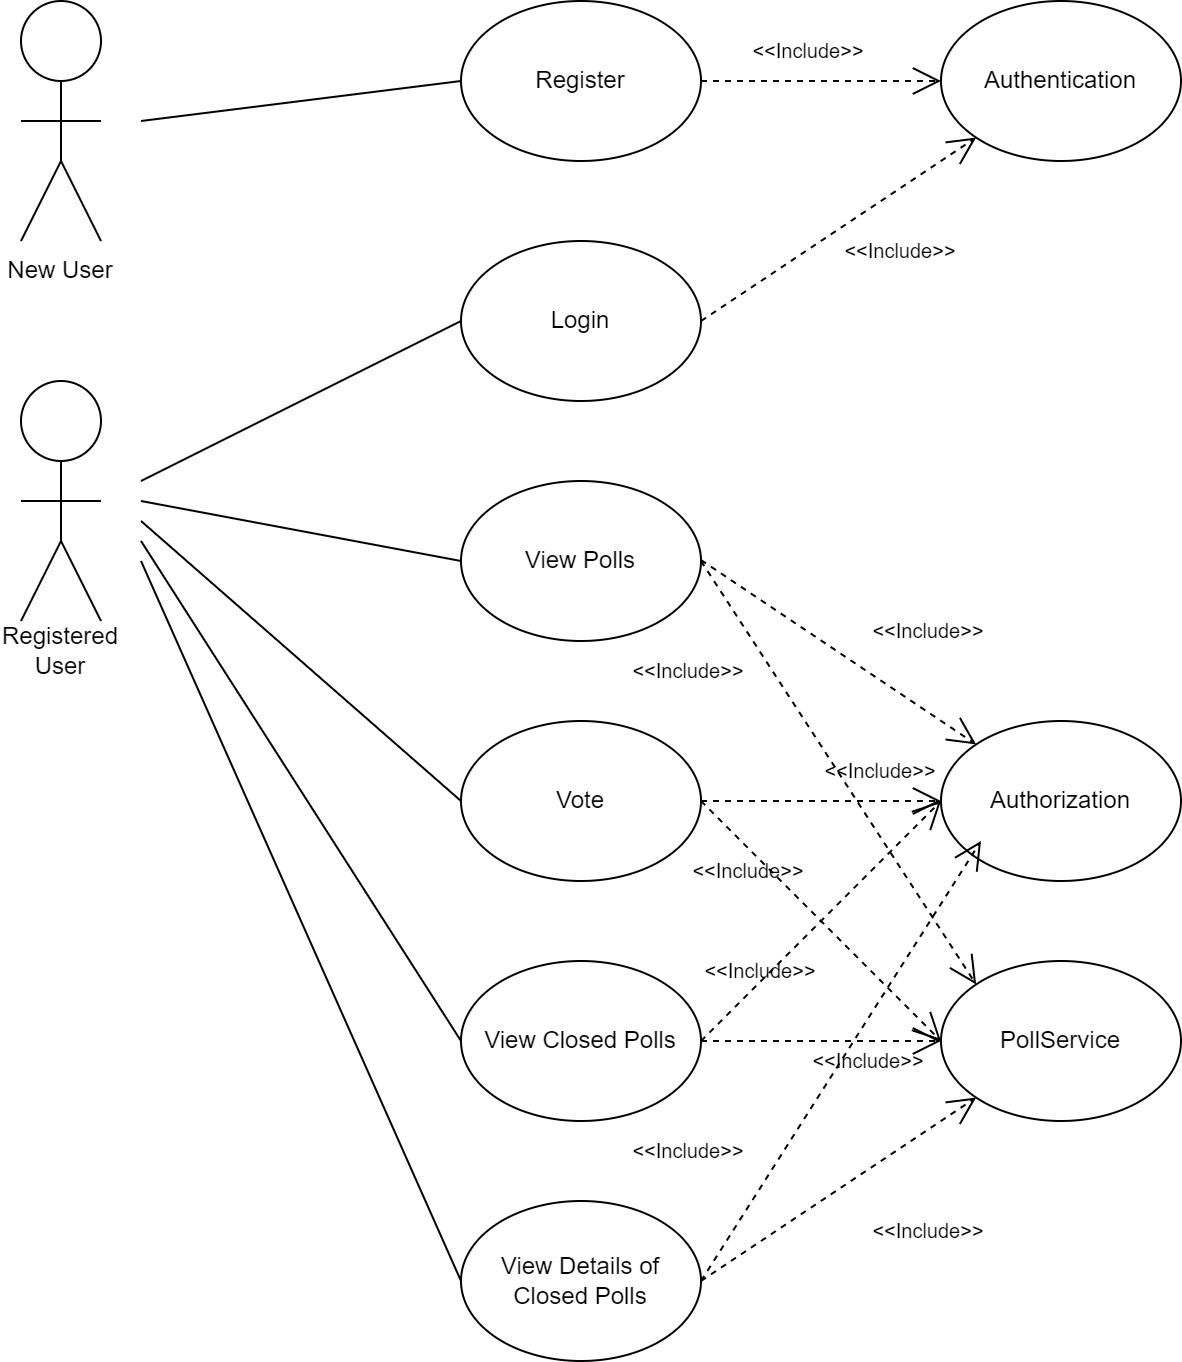 <<Include>>
Register
Authentication
<<Include>>
New User
Login
View Polls
<<Include>>
Registered
User
<<Include>>
<<Include>>
Vote
Authorization
<<Include>>
<<Include>>
View Closed Polls
PollService
<<Include>>
<<Include>>
<<Include>>
View Details of
Closed Polls